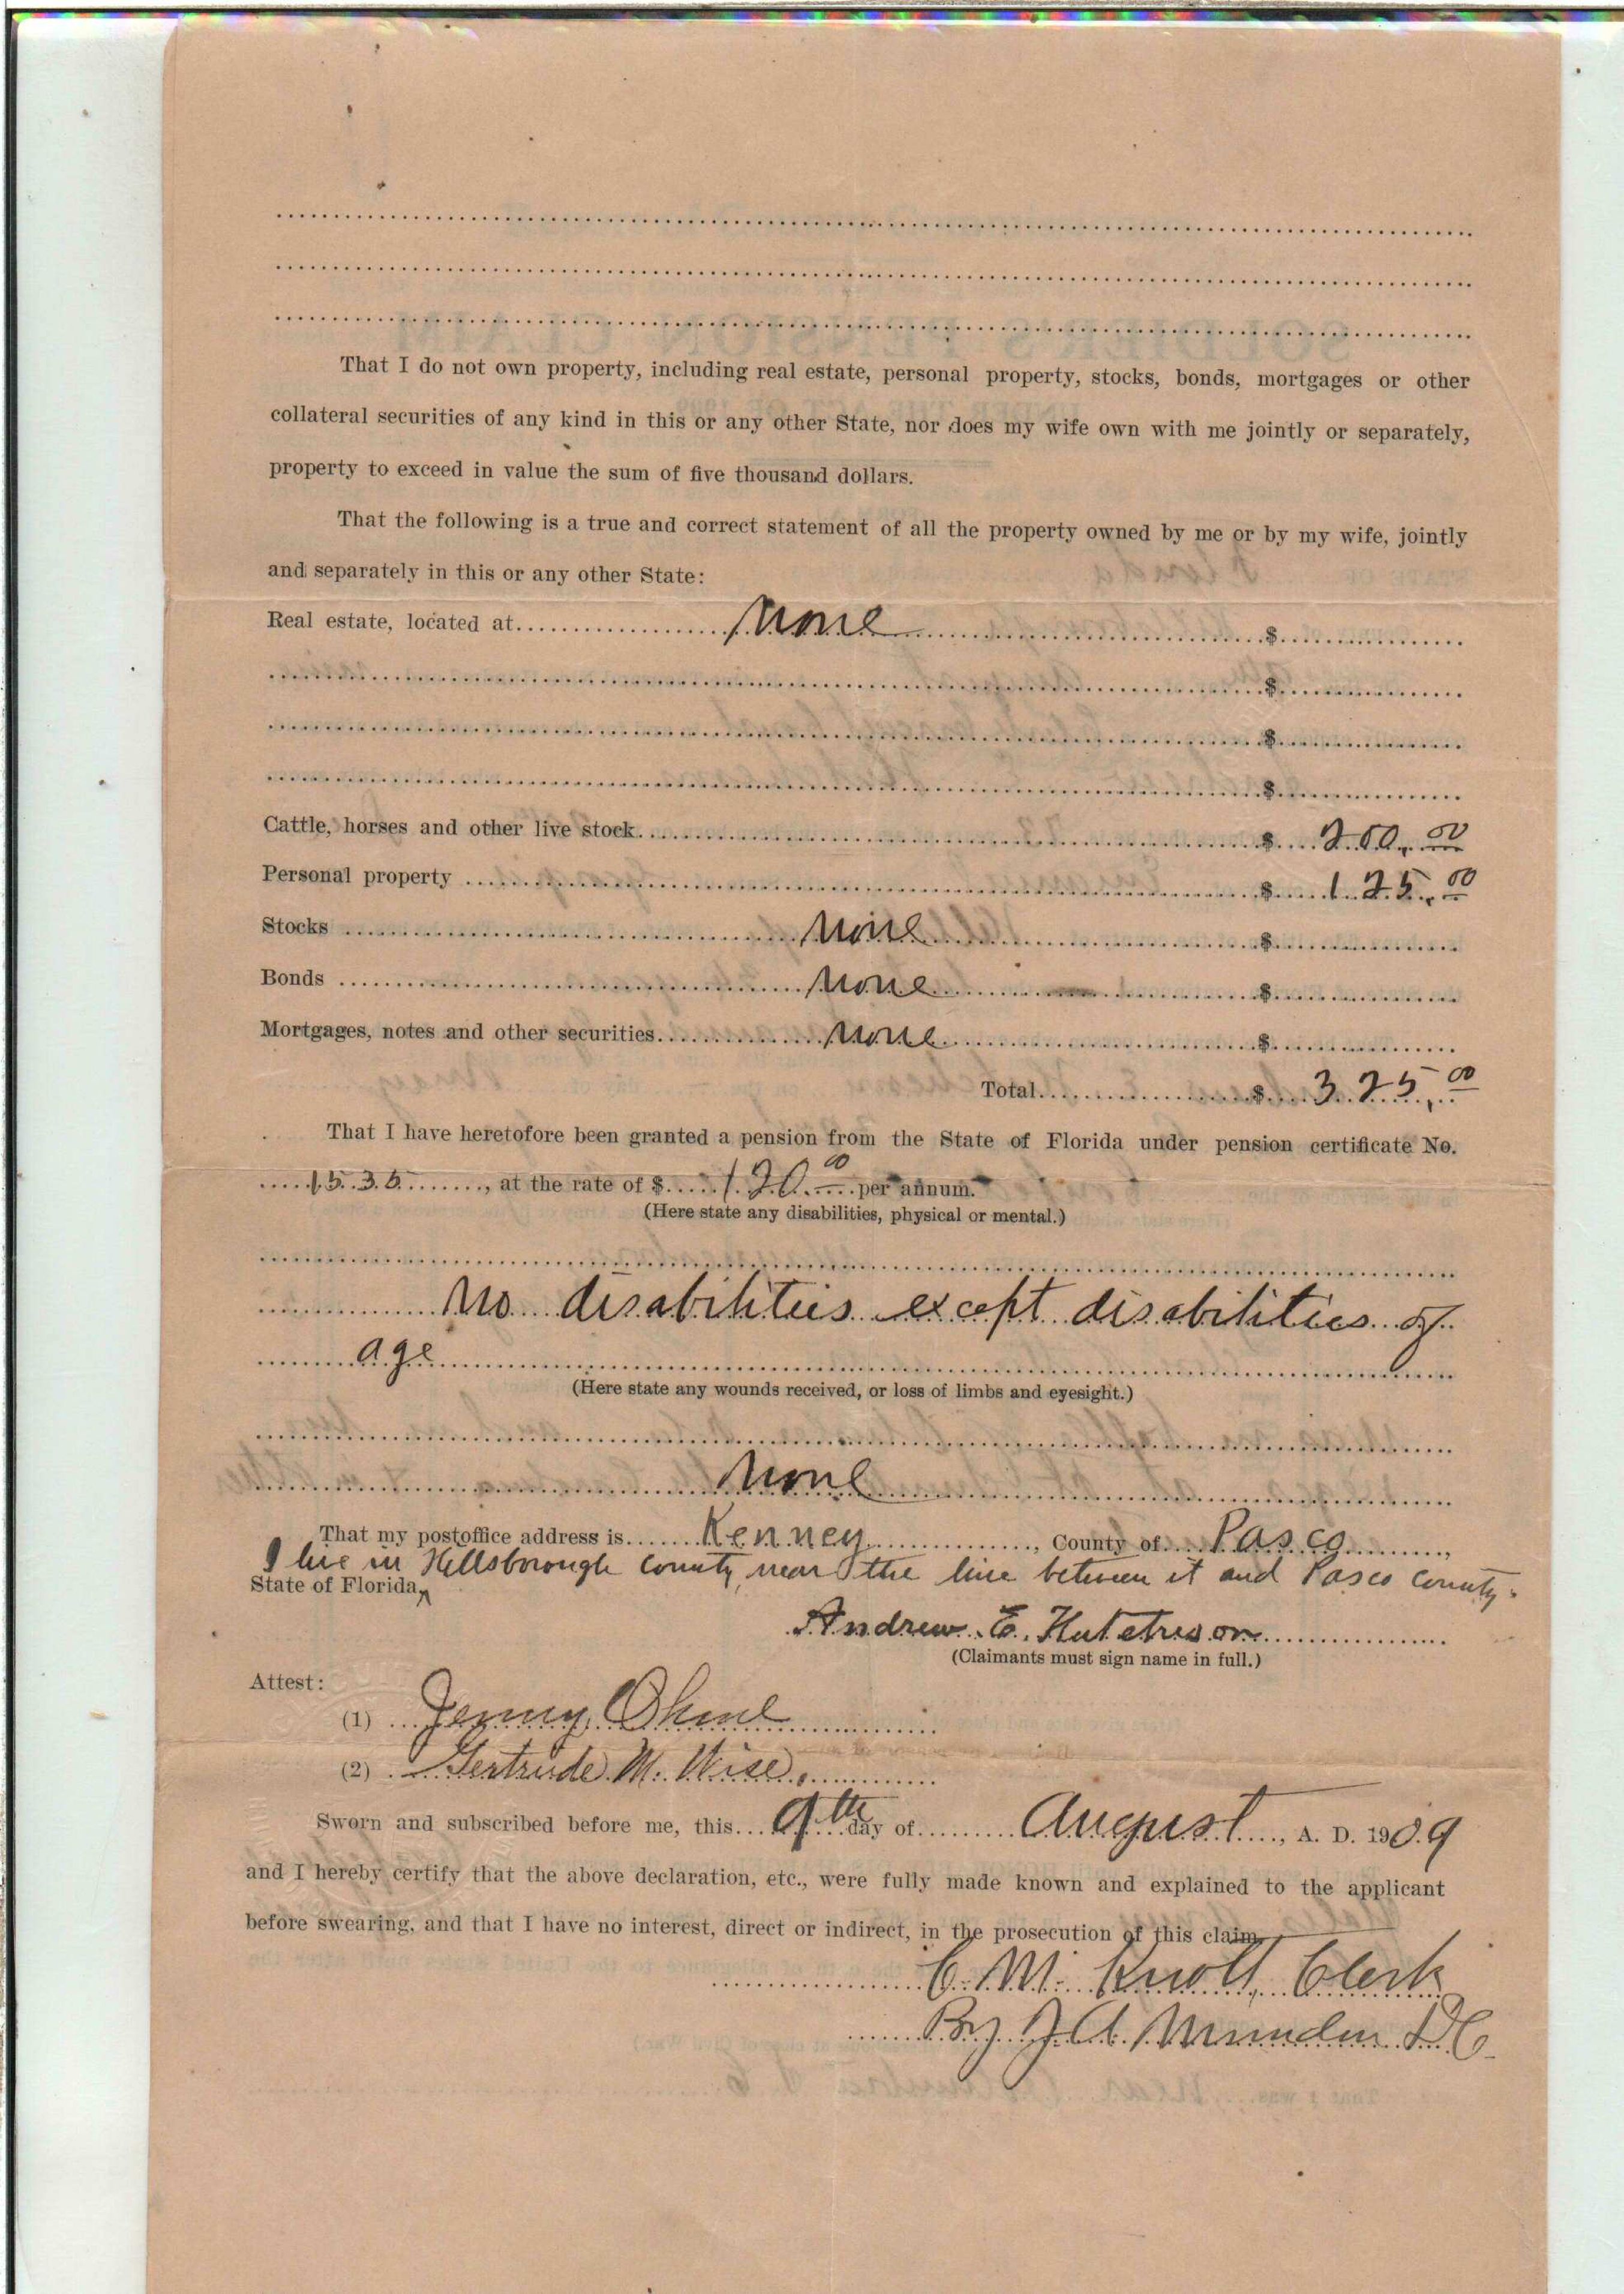 That I do not own property, including real estate, personal property, stocks, bonds, mortgages or other
collateral securities of any kind in this or any other State, nor does my wife own with me jointly or separately,
property to exceed in value the sum of five thousand dollars.
That the following is a true and correct statement of all the property owned by me or by my wife, jointly
and separately in this or any other State:
Real estate, located at None $
$
$
$
Cattle, horses and other live stock $ 200.00
Personal property $ 125.00
Stocks None $
Bonds None $
Mortgages, notes and other securities None $
Total $ 325.00
That I have heretofore been granted a pension from the State of Florida under pension certificate No.
, at the rate of $ 120.00 per annum.
(Here state any disabilities, physical or mental.)
No disabilities except disabilities of
age
(Here state any wounds received, or loss of limbs and eyesight.)
None
That my postoffice address is Kenney, County of Pasco,
I live in Hillsborough County, near the line between it and Pasco County.
State of Florida
Andrew E. Hutcheson
(Claimants must sign name in full.)
Attest:
(1) Jenny
(2) Gertrude M. Wise.
Sworn and subscribed before me, this 9th day of August, A. D. 1909
and I hereby certify that the above declaration, etc., were fully made known and explained to the applicant
before swearing, and that I have no interest, direct or indirect, in the prosecution of this claim.
C. M. Knott, Clerk
By J A. DC